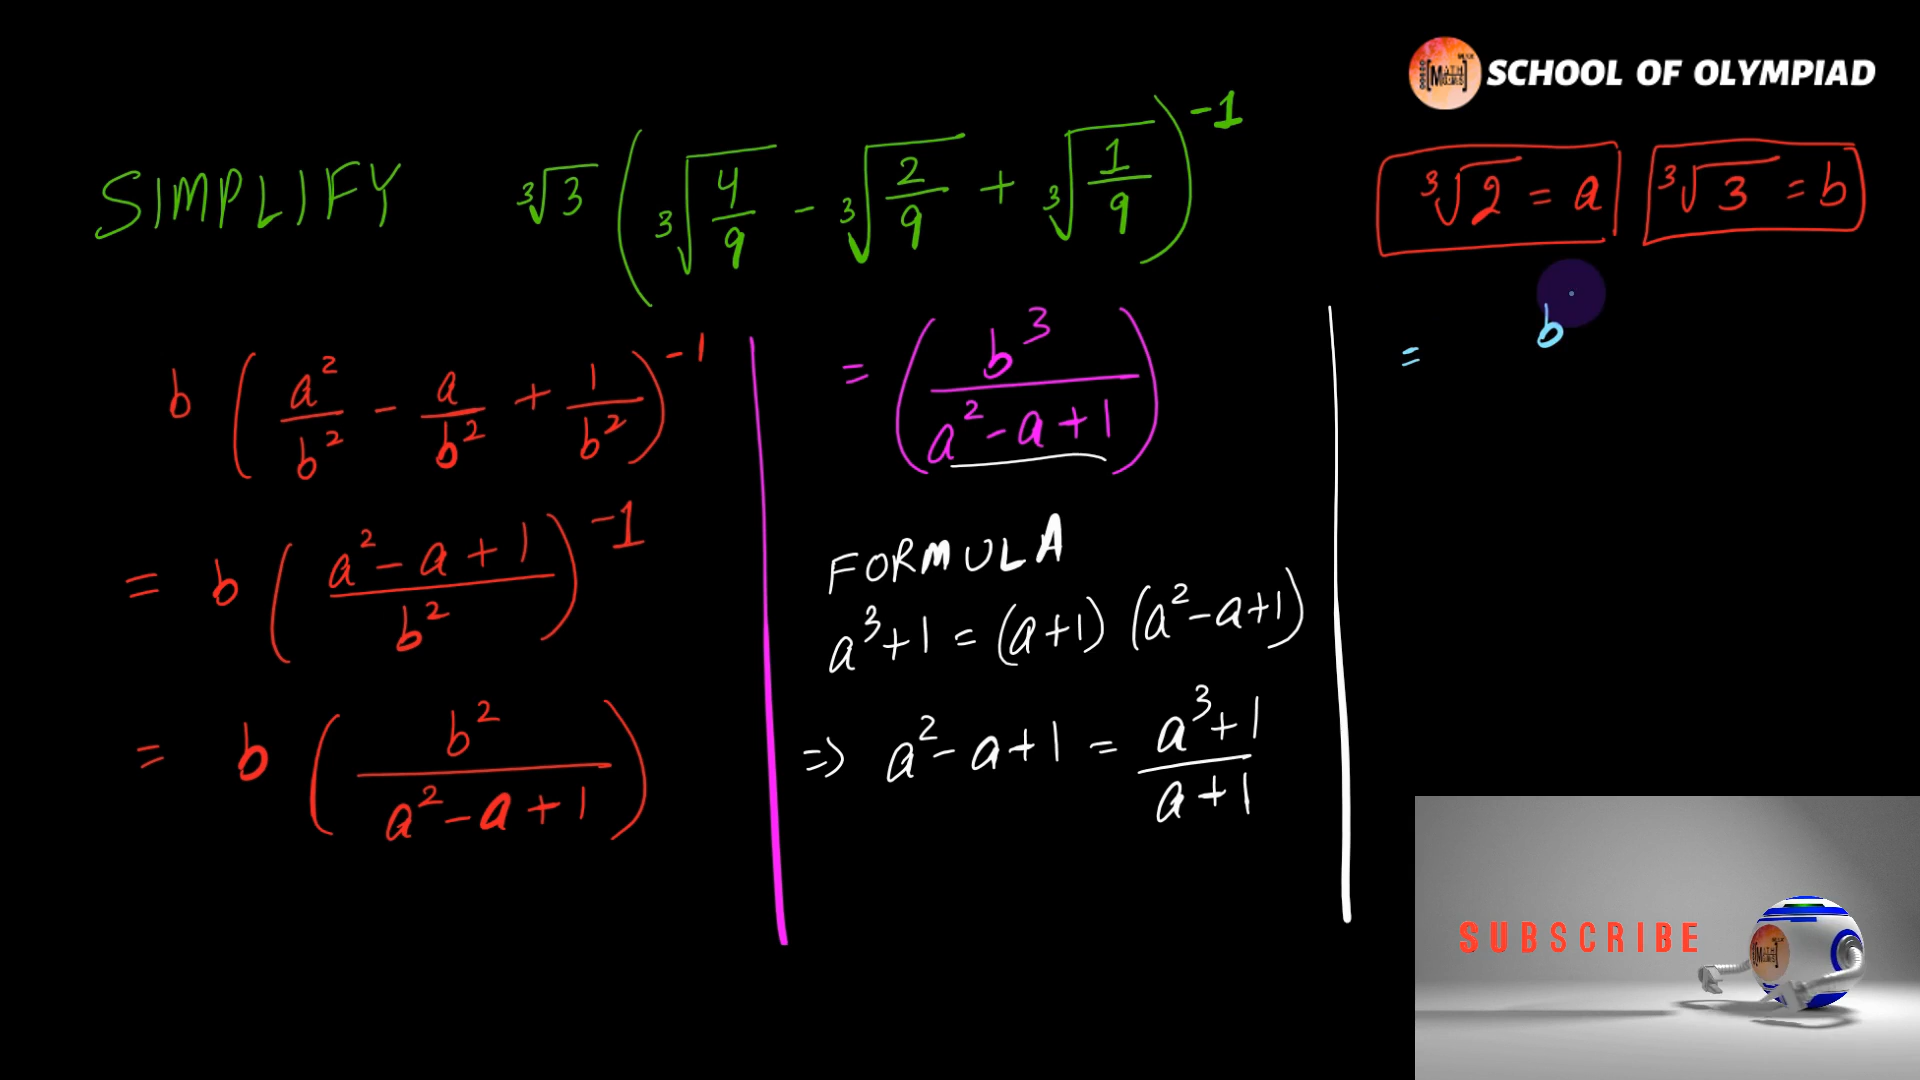 SCHOOL OF OLYMPIAD
SIMPLIFY ∛3 (∛(4/9) - ∛(2/9) + ∛(1/9))^-1
∛2 = a ∛3 = b
b (a²/b² - a/b² + 1/b²)^-1
= b ((a² - a + 1)/b²)^-1
= b (b²/(a² - a + 1))
= (b³/(a² - a + 1))
FORMULA
a³ + 1 = (a + 1) (a² - a + 1)
=> a² - a + 1 = (a³ + 1)/(a + 1)
= b
SUBSCRIBE